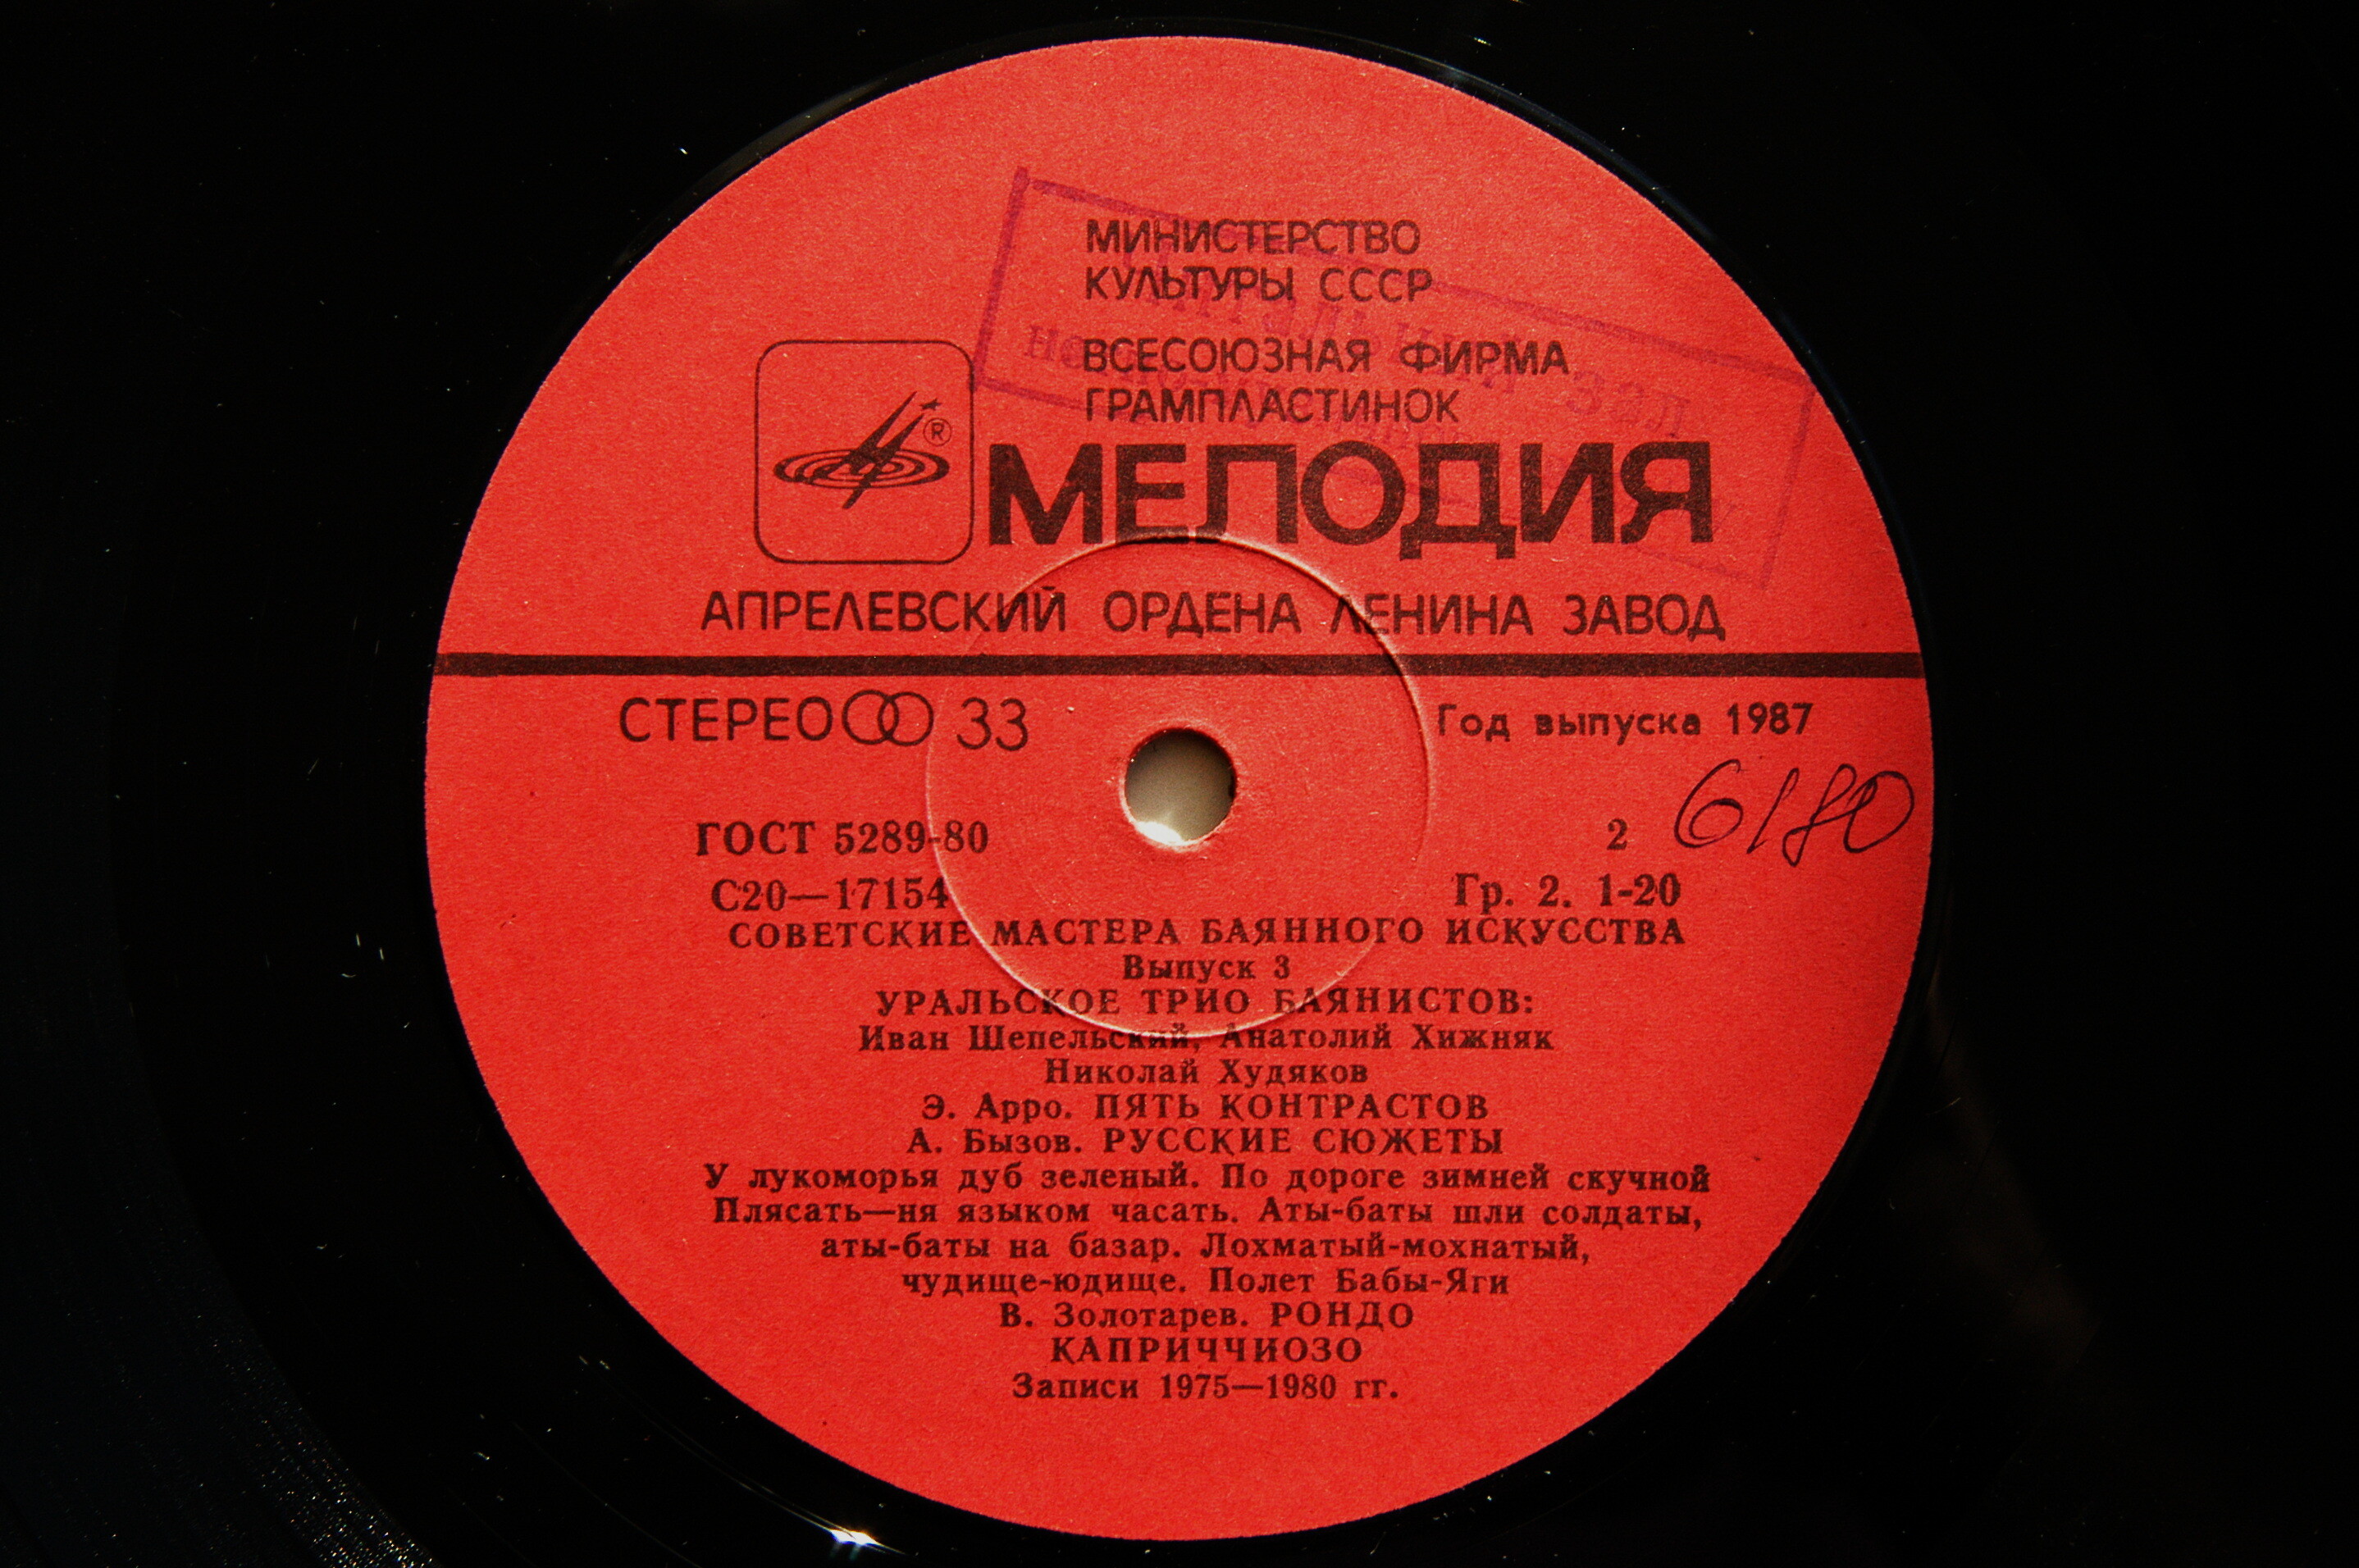 МИНИСТЕРСТВО
КУЛЬТУРЫ СССР
ВСЕСОЮЗНАЯ ФИРМА
ГРАМПЛАСТИНОК
®
МЕЛОДИЯ
АПРЕЛЕВСКИЙ ОРДЕНА ЛЕНИНА ЗАВОД
СТЕРЕО 33
Год выпуска 1987
6180
ГОСТ 5289-80
2
С20—17154
Гр. 2. 1-20
СОВЕТСКИЕ МАСТЕРА БАЯННОГО ИСКУССТВА
Выпуск 3
УРАЛЬСКОЕ ТРИО БАЯНИСТОВ:
Иван Шепельский, Анатолий Хижняк
Николай Худяков
Э. Арро. ПЯТЬ КОНТРАСТОВ
А. Бызов. РУССКИЕ СЮЖЕТЫ
У лукоморья дуб зеленый. По дороге зимней скучной
Плясать—ня языком часать. Аты-баты шли солдаты,
аты-баты на базар. Лохматый-мохнатый,
чудище-юдище. Полет Бабы-Яги
В. Золотарев. РОНДО
КАПРИЧЧИОЗО
Записи 1975—1980 гг.